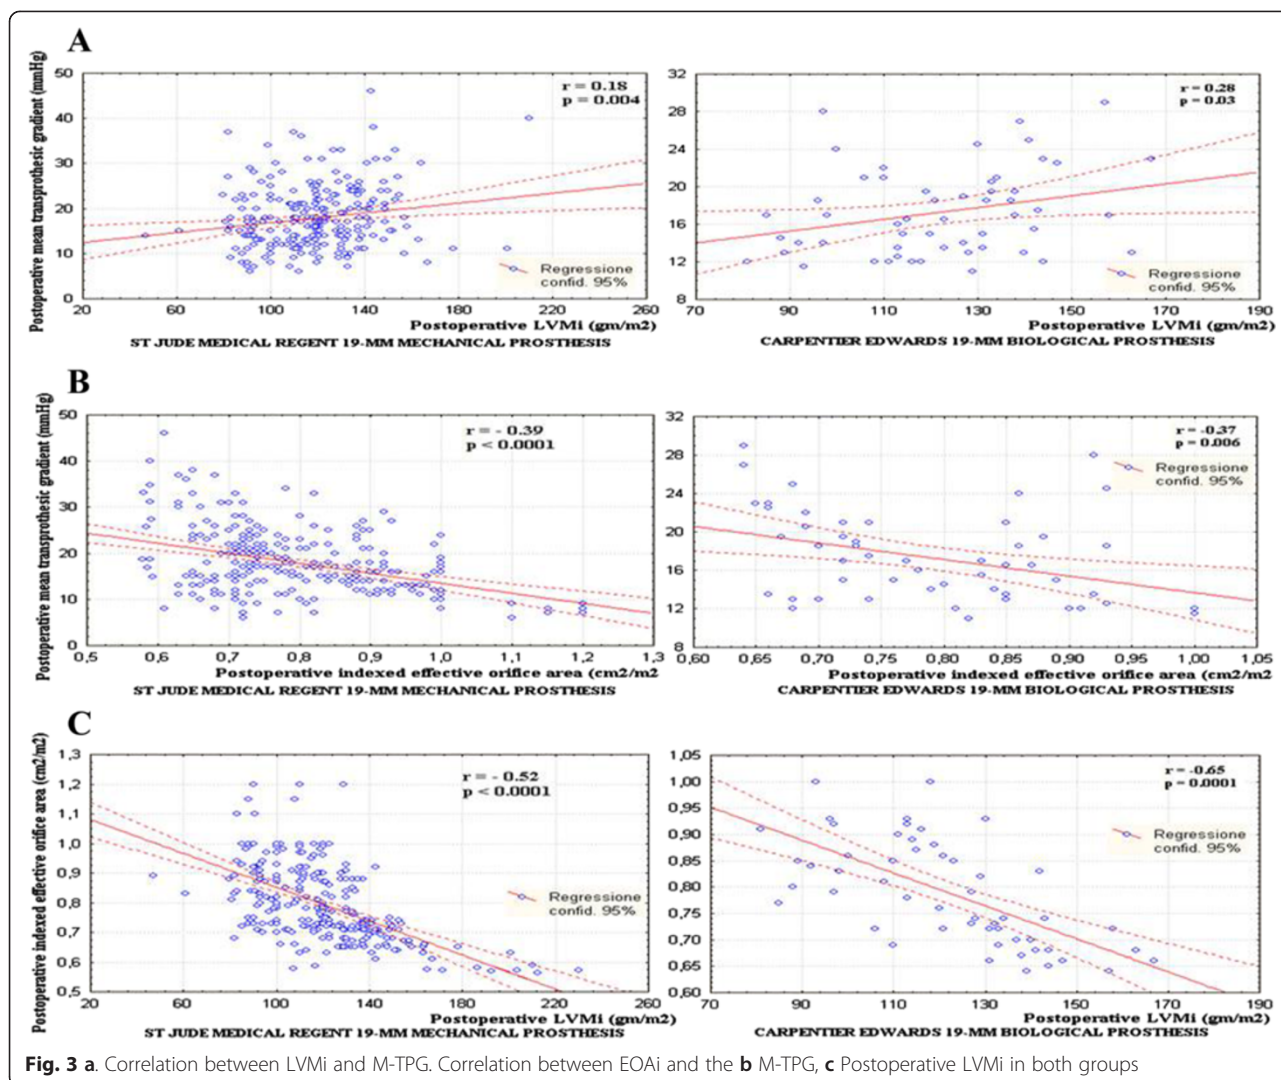 A
Postoperative mean transprothesic gradient (mmHg)
50
40
30
20
10
0
r = 0.18
p = 0.004
Regressione
confid. 95%
20 60 100 140 180 220 260
Postoperative LVMi (gm/m2)
ST JUDE MEDICAL REGENT 19-MM MECHANICAL PROSTHESIS
32
28
24
20
16
12
8
r = 0.28
p = 0.03
Regressione
confid. 95%
70 90 110 130 150 170 190
Postoperative LVMi (gm/m2)
CARPENTIER EDWARDS 19-MM BIOLOGICAL PROSTHESIS
B
Postoperative mean transprothesic gradient (mmHg)
50
40
30
20
10
0
r = - 0.39
p < 0.0001
0,5 0,6 0,7 0,8 0,9 1,0 1,1 1,2 1,3
Postoperative indexed effective orifice area (cm2/m2
ST JUDE MEDICAL REGENT 19-MM MECHANICAL PROSTHESIS
32
28
24
20
16
12
8
r = -0.37
p = 0.006
Regressione
confid. 95%
0,60 0,65 0,70 0,75 0,80 0,85 0,90 0,95 1,00 1,05
Postoperative indexed effective orifice area (cm2/m2
CARPENTIER EDWARDS 19-MM BIOLOGICAL PROSTHESIS
C
Postoperative indexed effective orifice area (cm2/m2)
1,3
1,2
1,1
1,0
0,9
0,8
0,7
0,6
0,5
r = - 0.52
p < 0.0001
Regressione
confid. 95%
20 60 100 140 180 220 260
Postoperative LVMi (gm/m2)
ST JUDE MEDICAL REGENT 19-MM MECHANICAL PROSTHESIS
1,05
1,00
0,95
0,90
0,85
0,80
0,75
0,70
0,65
0,60
r = -0.65
p = 0.0001
Regressione
confid. 95%
70 90 110 130 150 170 190
Postoperative LVMi (gm/m2)
CARPENTIER EDWARDS 19-MM BIOLOGICAL PROSTHESIS
Fig. 3 a. Correlation between LVMi and M-TPG. Correlation between EOAi and the b M-TPG, c Postoperative LVMi in both groups